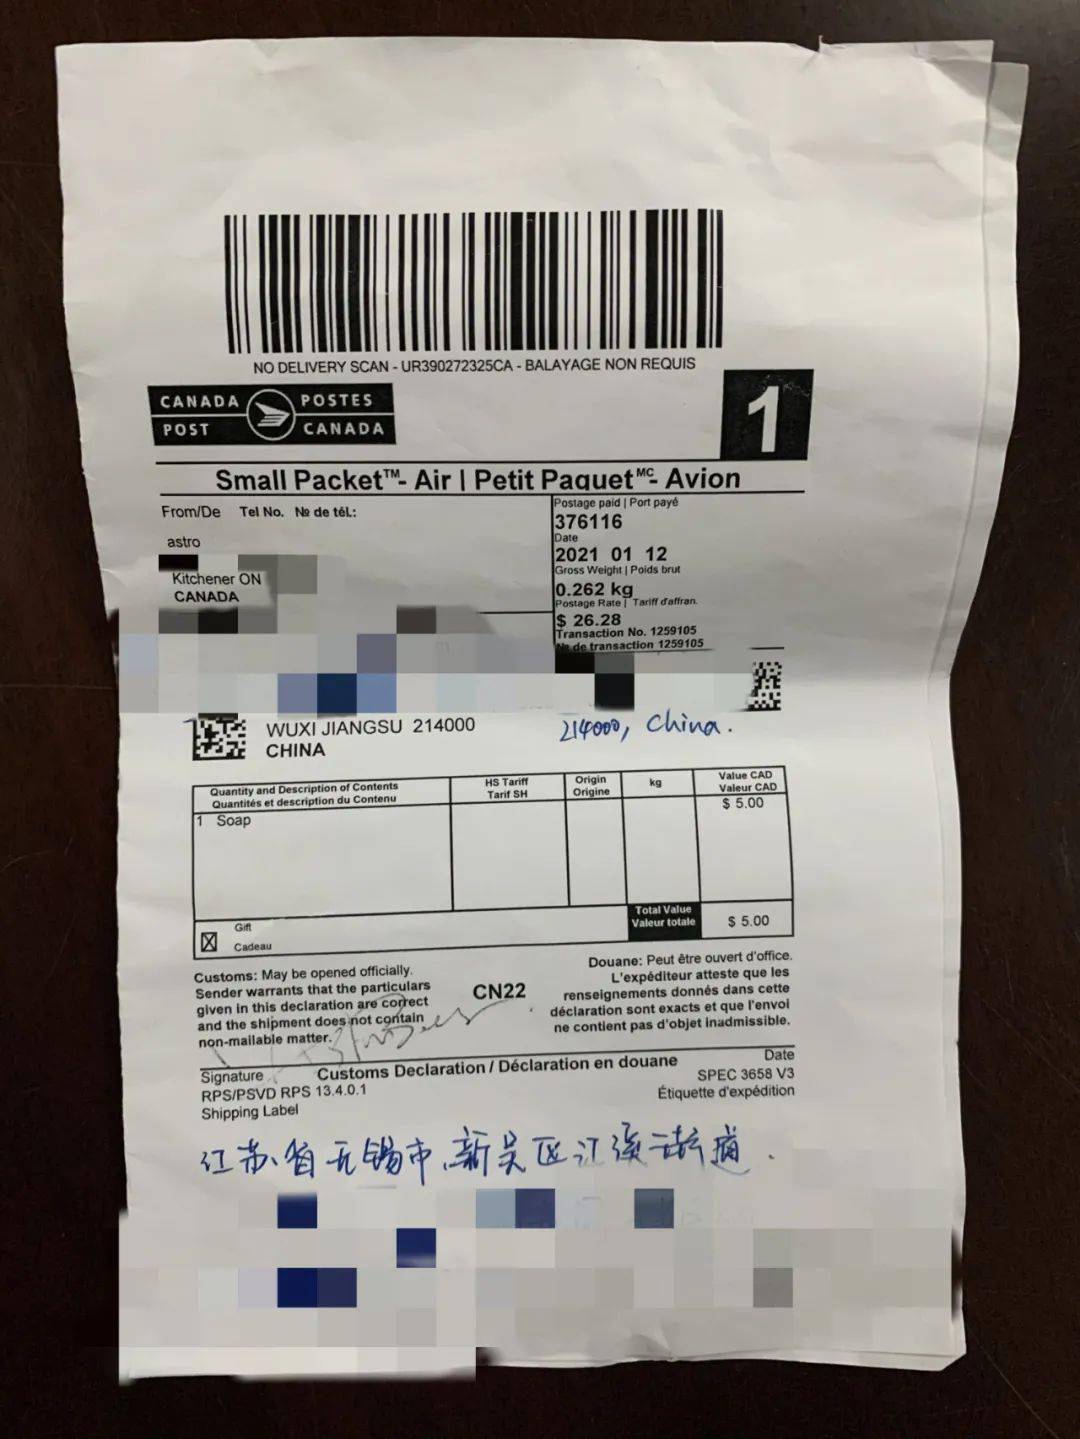 NO DELIVERY SCAN - UR390272325CA - BALAYAGE NON REQUIS
CANADA POSTES
POST CANADA
1
Small Packet™- Air | Petit Paquet MC- Avion
From/De Tel No. № de tél.:
astro
Kitchener ON
CANADA
Postage paid | Port payé
376116
Date
2021 01 12
Gross Weight | Poids brut
0.262 kg
Postage Rate | Tariff d'affran.
$ 26.28
Transaction No. 1259105
№ de transaction 1259105
WUXI JIANGSU 214000
CHINA
214000, China.
Quantity and Description of Contents
Quantités et description du Contenu
HS Tariff
Tarif SH
Origin
Origine
kg
Value CAD
Valeur CAD
1 Soap
$ 5.00
Total Value
Valeur totale
$ 5.00
Gift
Cadeau
Customs: May be opened officially.
Sender warrants that the particulars
given in this declaration are correct
and the shipment does not contain
non-mailable matter.
CN22
Douane: Peut être ouvert d'office.
L'expéditeur atteste que les
renseignements donnés dans cette
déclaration sont exacts et que l'envoi
ne contient pas d'objet inadmissible.
Signature
Customs Declaration / Déclaration en douane
Date
RPS/PSVD RPS 13.4.0.1
SPEC 3658 V3
Shipping Label
Étiquette d'expédition
江苏省无锡市新吴区江溪街道